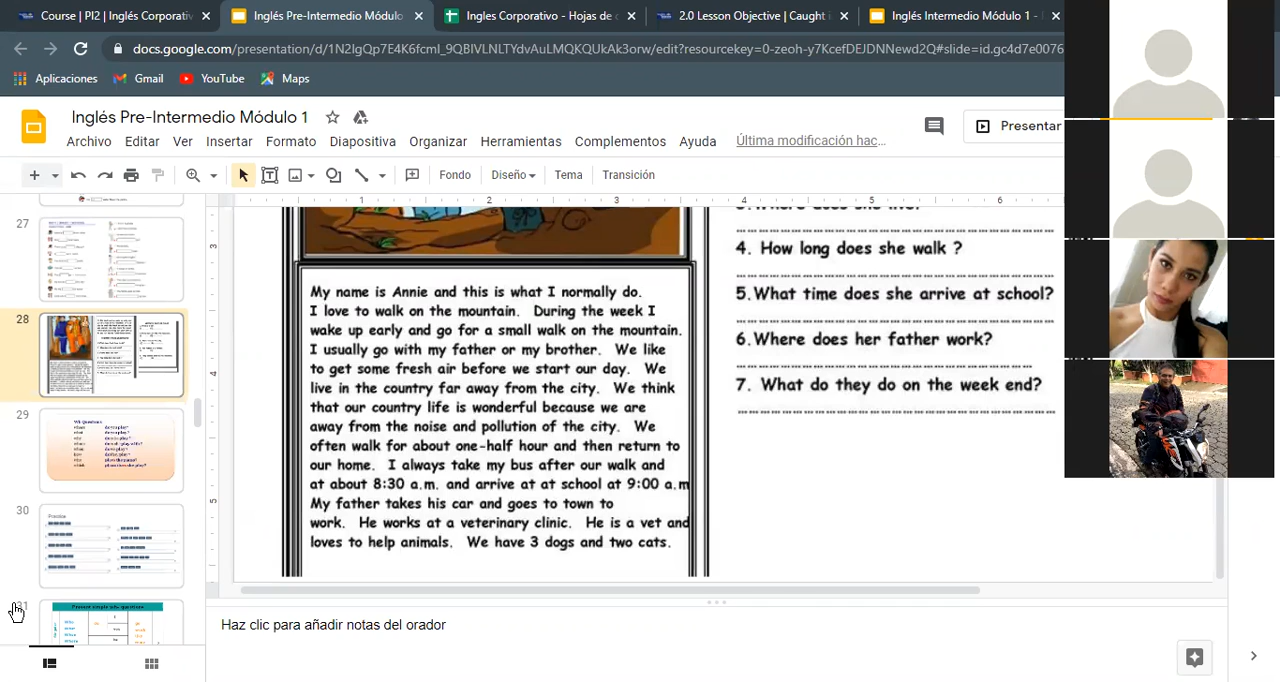 Course | PI2 | Inglés Corporativ
Inglés Pre-Intermedio Módulo
Ingles Corporativo - Hojas de c
2.0 Lesson Objective | Caught i
Inglés Intermedio Módulo 1 -
docs.google.com/presentation/d/1N2lgQp7E4K6fcmI_9QBIVLNLTYdvAuLMQKQUkAk3orw/edit?resourcekey=0-zeoh-y7KcefDEJDNNewd2Q#slide=id.gc4d7e0076
Aplicaciones
Gmail
YouTube
Maps
Inglés Pre-Intermedio Módulo 1
Archivo Editar Ver Insertar Formato Diapositiva Organizar Herramientas Complementos Ayuda Última modificación hac...
Presentar
Fondo Diseño Tema Transición
1 2 3 4 5 6
3
4
5
27
28
29
30
31
My name is Annie and this is what I normally do.
I love to walk on the mountain. During the week I
wake up early and go for a small walk on the mountain.
I usually go with my father or my brother. We like
to get some fresh air before we start our day. We
live in the country far away from the city. We think
that our country life is wonderful because we are
away from the noise and pollution of the city. We
often walk for about one-half hour and then return to
our home. I always take my bus after our walk and
at about 8:30 a.m. and arrive at at school at 9:00 a.m
My father takes his car and goes to town to
work. He works at a veterinary clinic. He is a vet and
loves to help animals. We have 3 dogs and two cats.
4. How long does she walk ?
5.What time does she arrive at school?
6.Where does her father work?
7. What do they do on the week end?
Practice
Haz clic para añadir notas del orador